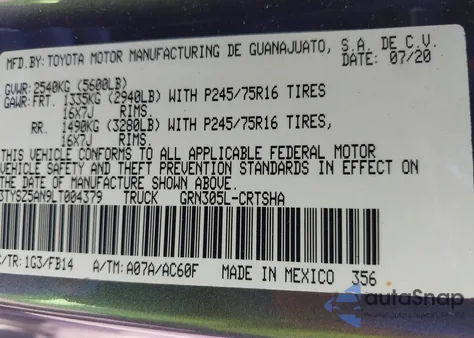 MFD.BY: TOYOTA MOTOR MANUFACTURING DE GUANAJUATO, S.A. DE C.V.
DATE: 07/20
GVWR: 2540KG (5600LB)
GAWR: FRT. 1335KG (2940LB) WITH P245/75R16 TIRES
16X7J RIMS.
RR. 1490KG (3280LB) WITH P245/75R16 TIRES,
16X7J RIMS.
THIS VEHICLE CONFORMS TO ALL APPLICABLE FEDERAL MOTOR
VEHICLE SAFETY AND THEFT PREVENTION STANDARDS IN EFFECT ON
THE DATE OF MANUFACTURE SHOWN ABOVE.
3TYSZ5AN9LT004379 TRUCK GRN305L-CRTSHA
C/TR: 1G3/FB14 A/TM: A07A/AC60F MADE IN MEXICO 356
autoSnap